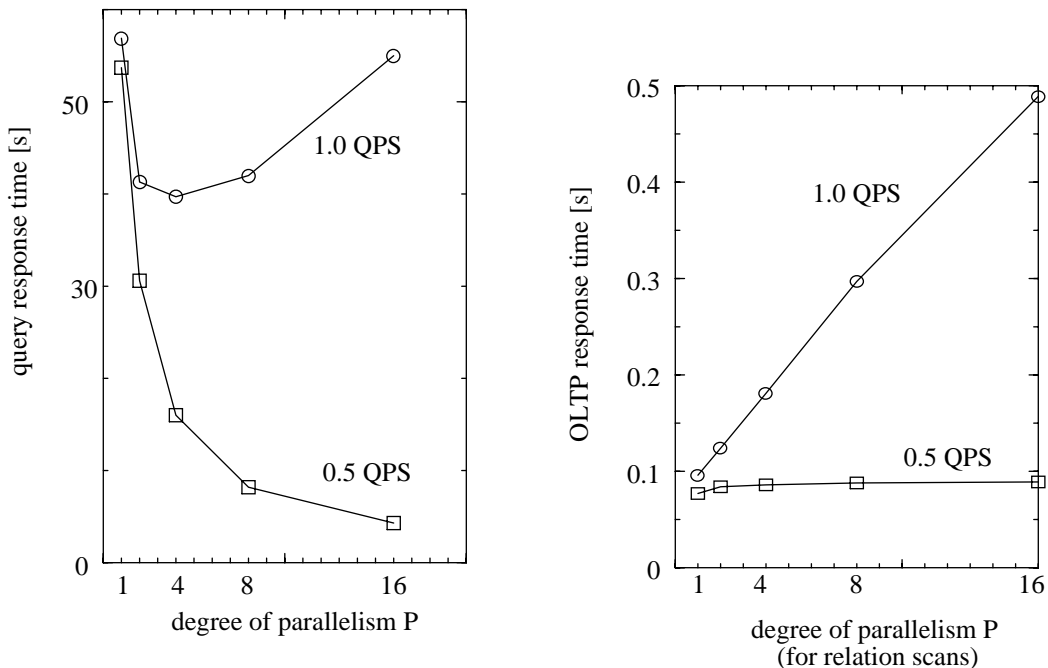 query response time [s]
50
30
0
1.0 QPS
0.5 QPS
1 4 8 16
degree of parallelism P
OLTP response time [s]
0.5
0.4
0.3
0.2
0.1
0
1.0 QPS
0.5 QPS
1 4 8 16
degree of parallelism P
(for relation scans)